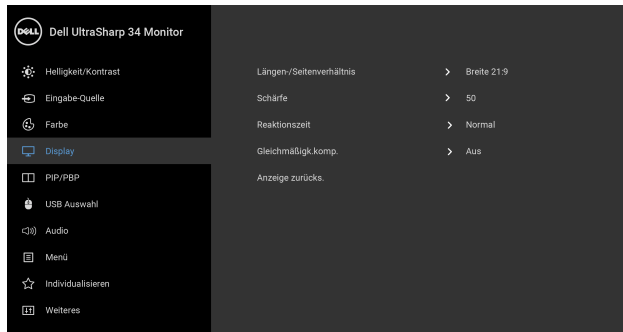 DELL Dell UltraSharp 34 Monitor
Helligkeit/Kontrast
Längen-/Seitenverhältnis > Breite 21:9
Eingabe-Quelle
Schärfe > 50
Farbe
Reaktionszeit > Normal
Display
Gleichmäßigk.komp. > Aus
PIP/PBP
Anzeige zurücks.
USB Auswahl
Audio
Menü
Individualisieren
Weiteres